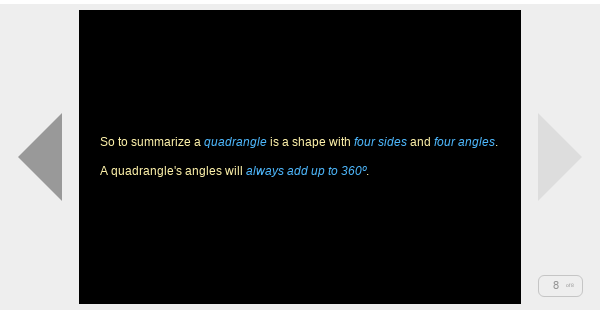 So to summarize a quadrangle is a shape with four sides and four angles.
A quadrangle's angles will always add up to 360º.
8